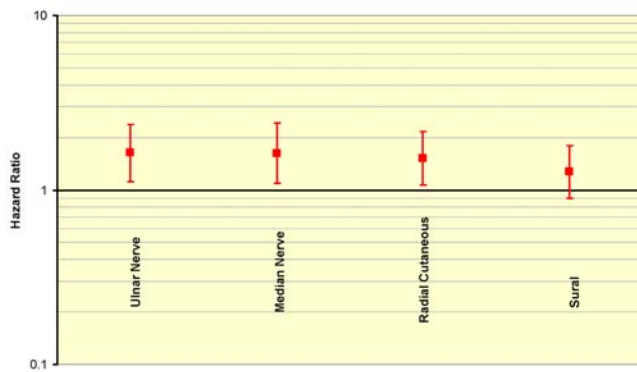 10
1
0.1
Hazard Ratio
Ulnar Nerve
Median Nerve
Radial Cutaneous
Sural